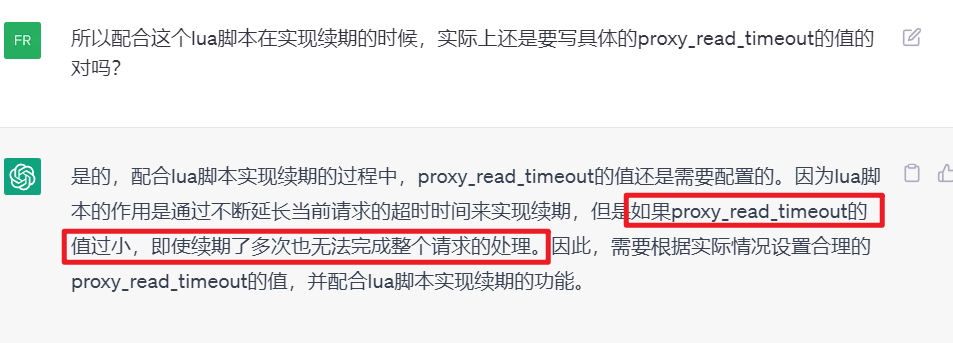 FR
所以配合这个lua脚本在实现续期的时候，实际上还是要写具体的proxy_read_timeout的值的
对吗？
是的，配合lua脚本实现续期的过程中，proxy_read_timeout的值还是需要配置的。因为lua脚
本的作用是通过不断延长当前请求的超时时间来实现续期，但是如果proxy_read_timeout的
值过小，即使续期了多次也无法完成整个请求的处理。因此，需要根据实际情况设置合理的
proxy_read_timeout的值，并配合lua脚本实现续期的功能。